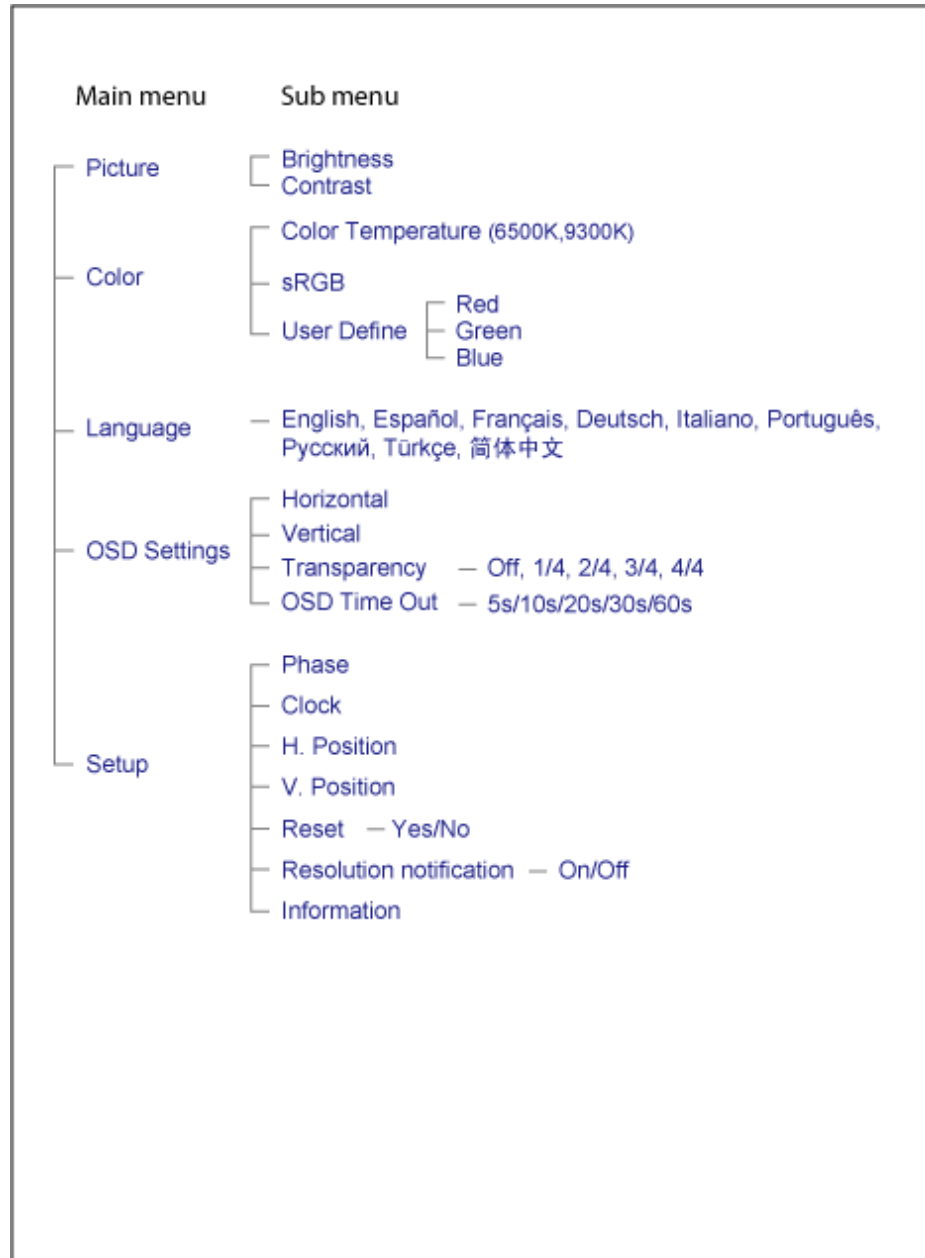 Main menu Sub menu
Picture Brightness
Contrast
Color Temperature (6500K,9300K)
Color sRGB
Red
User Define Green
Blue
Language English, Español, Français, Deutsch, Italiano, Português,
Русский, Türkçe, 简体中文
Horizontal
Vertical
OSD Settings
Transparency Off, 1/4, 2/4, 3/4, 4/4
OSD Time Out 5s/10s/20s/30s/60s
Phase
Clock
H. Position
Setup
V. Position
Reset Yes/No
Resolution notification On/Off
Information